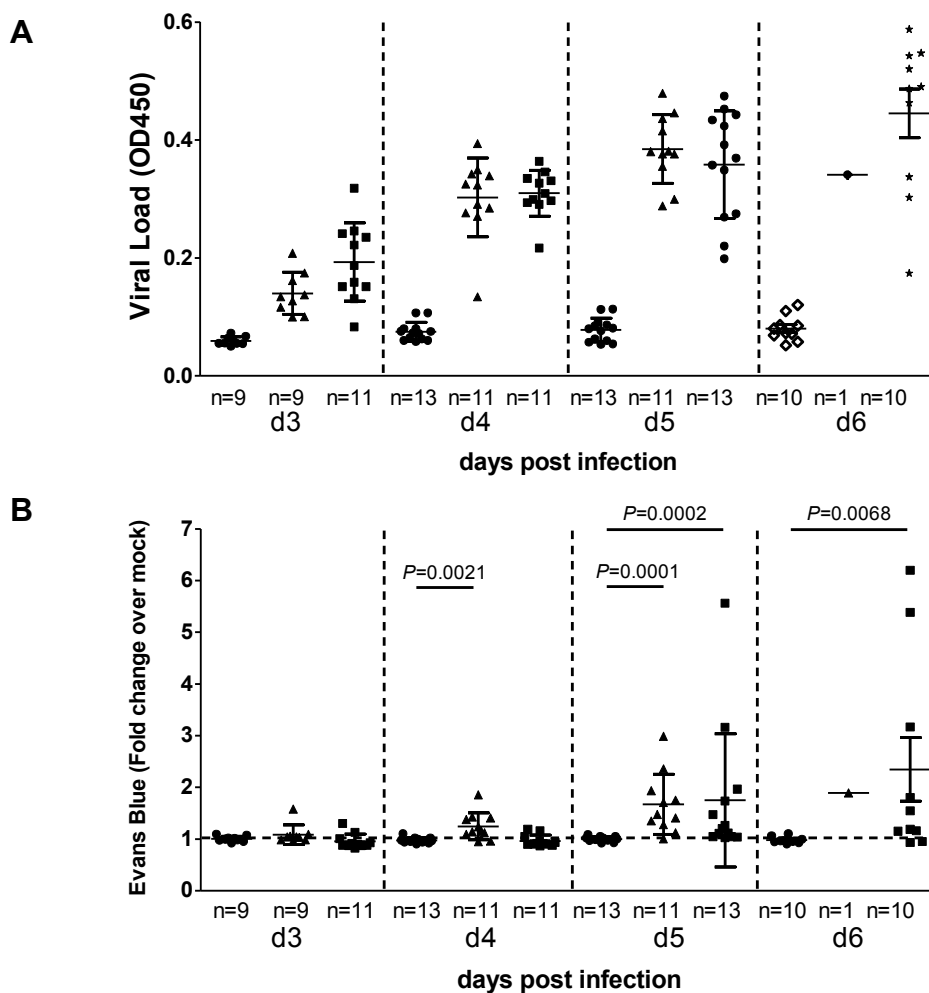 A
Viral Load (OD450)
0.6
0.4
0.2
0.0
n=9 n=9 n=11 n=13 n=11 n=11 n=13 n=11 n=13 n=10 n=1 n=10
d3 d4 d5 d6
days post infection
B
Evans Blue (Fold change over mock)
7
6
5
4
3
2
1
0
P=0.0021
P=0.0002
P=0.0001
P=0.0068
n=9 n=9 n=11 n=13 n=11 n=11 n=13 n=11 n=13 n=10 n=1 n=10
d3 d4 d5 d6
days post infection